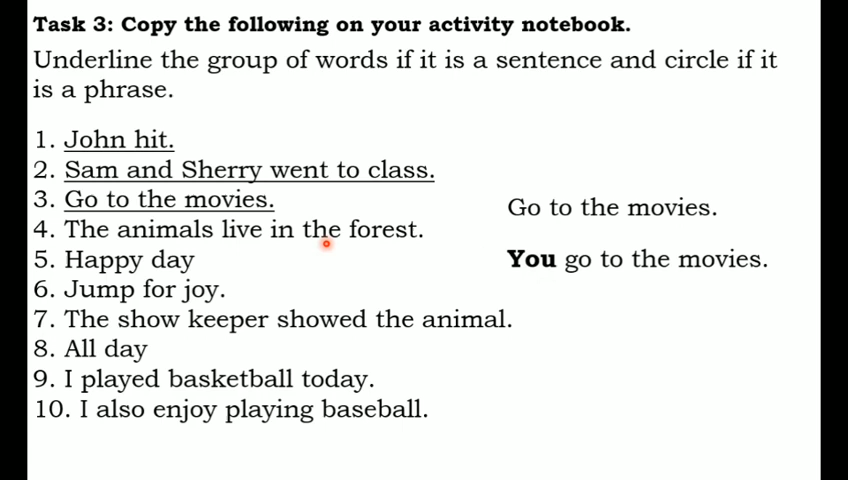 Task 3: Copy the following on your activity notebook.
Underline the group of words if it is a sentence and circle if it
is a phrase.
1. John hit.
2. Sam and Sherry went to class.
3. Go to the movies.
4. The animals live in the forest.
5. Happy day
6. Jump for joy.
7. The show keeper showed the animal.
8. All day
9. I played basketball today.
10. I also enjoy playing baseball.
Go to the movies.
You go to the movies.